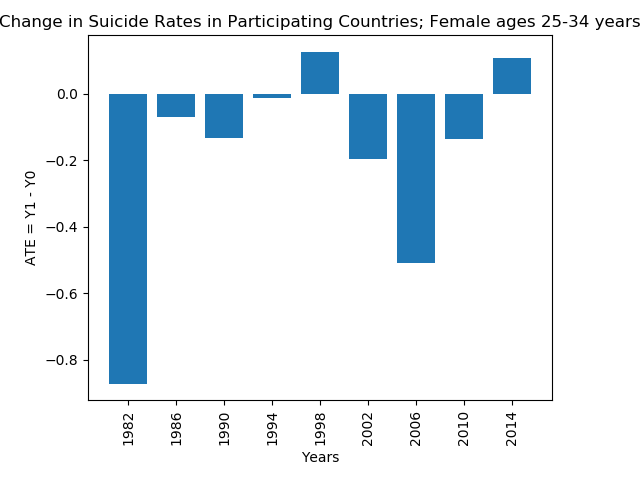 Change in Suicide Rates in Participating Countries; Female ages 25-34 years
ATE = Y1 - Y0
0.0
−0.2
−0.4
−0.6
−0.8
1982 1986 1990 1994 1998 2002 2006 2010 2014
Years